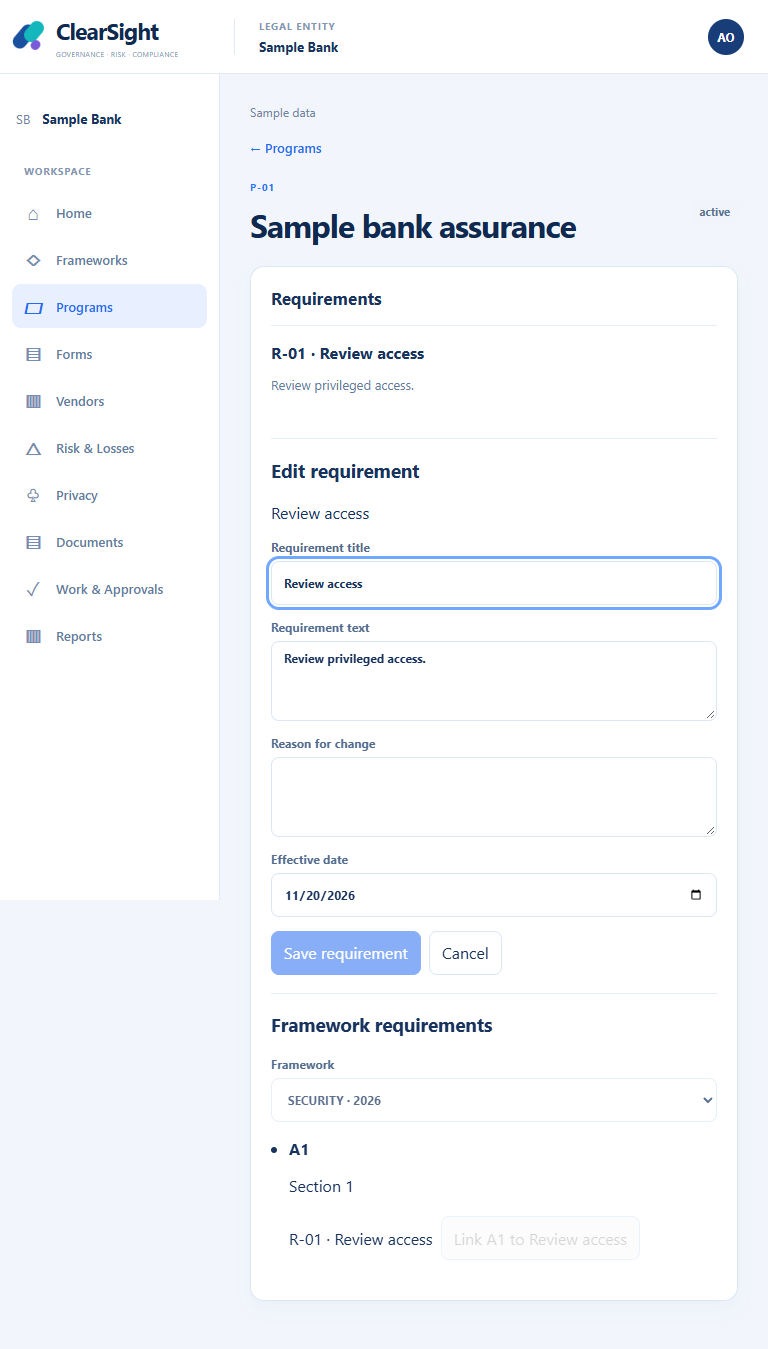 ClearSight
GOVERNANCE · RISK · COMPLIANCE
LEGAL ENTITY
Sample Bank
AO
SB Sample Bank
WORKSPACE
Home
Frameworks
Programs
Forms
Vendors
Risk & Losses
Privacy
Documents
Work & Approvals
Reports
Sample data
← Programs
P-01
Sample bank assurance
active
Requirements
R-01 · Review access
Review privileged access.
Edit requirement
Review access
Requirement title
Review access
Requirement text
Review privileged access.
Reason for change
Effective date
11/20/2026
Save requirement
Cancel
Framework requirements
Framework
SECURITY · 2026
• A1
Section 1
R-01 · Review access
Link A1 to Review access